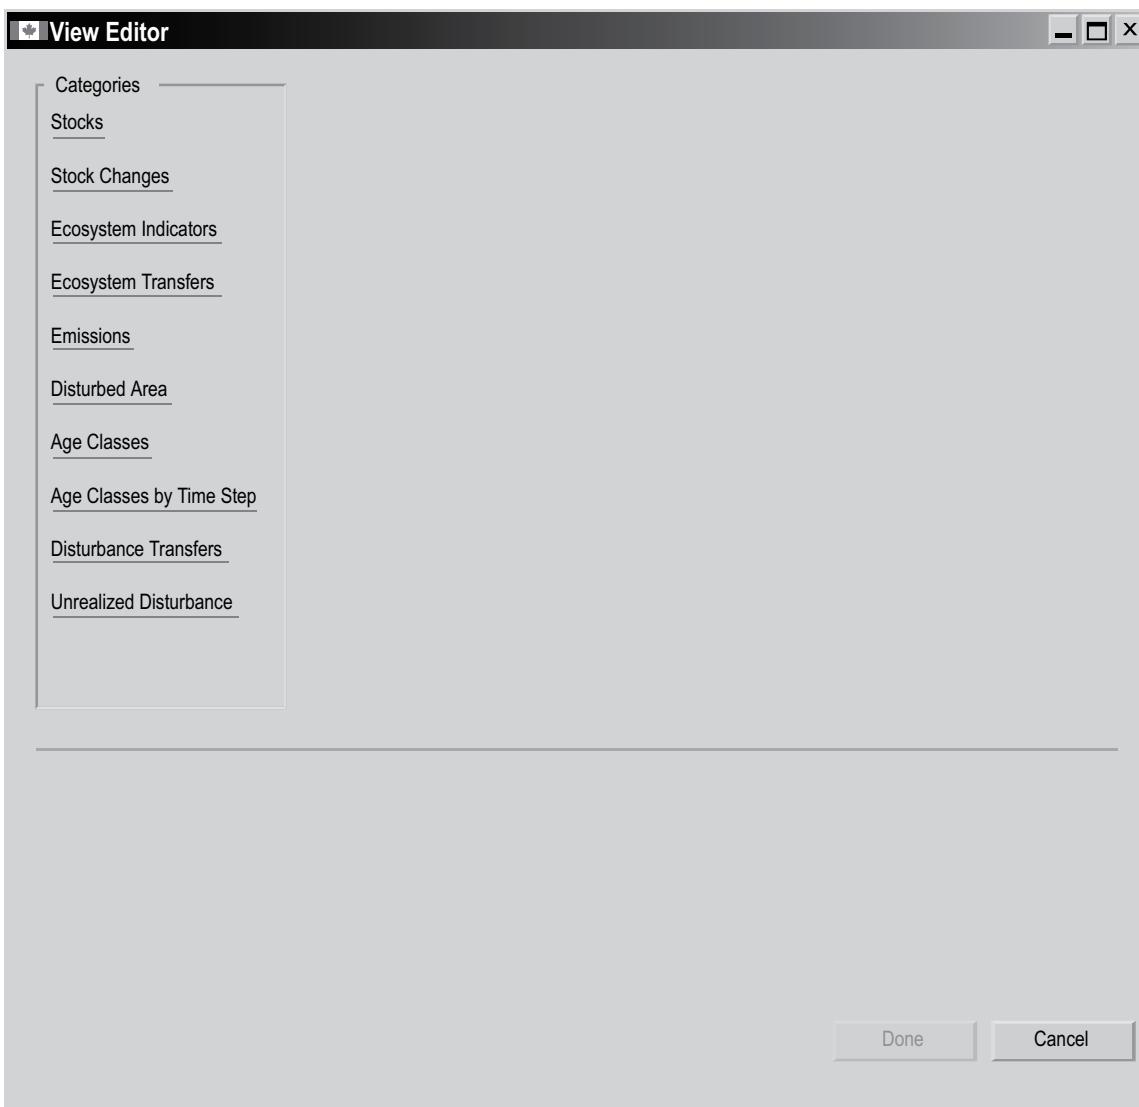 View Editor
Categories
Stocks
Stock Changes
Ecosystem Indicators
Ecosystem Transfers
Emissions
Disturbed Area
Age Classes
Age Classes by Time Step
Disturbance Transfers
Unrealized Disturbance
Done
Cancel